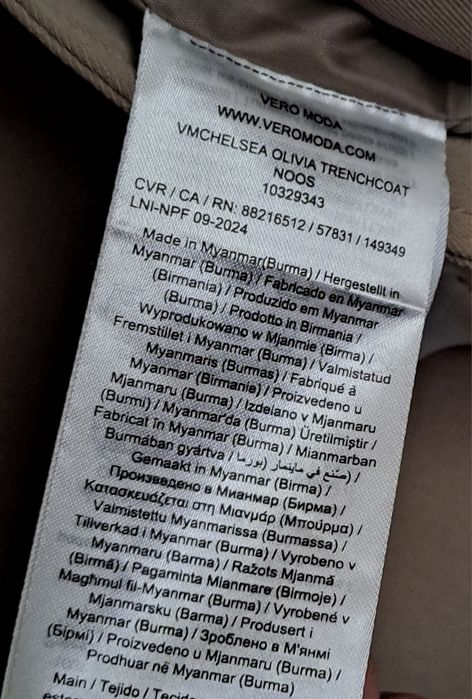 VERO MODA
WWW.VEROMODA.COM
VMCHELSEA OLIVIA TRENCHCOAT
NOOS
10329343
CVR / CA / RN: 88216512 / 57831 / 149349
LNI-NPF 09-2024
Made in Myanmar(Burma) / Hergestellt in
Myanmar (Burma) / Fabricado en Myanmar
(Birmania) / Produzido em Myanmar
(Burma) / Prodotto in Birmania /
Wyprodukowano w Mjanmie (Birma) /
Fremstillet i Myanmar (Burma) / Valmistatud
Myanmaris (Burmas) / Fabriqué à
Myanmar (Birmanie) / Proizvedeno u
Mjanmaru (Burma) / Izdelano v Mjanmaru
(Burmi) / Myanmar'da (Burma) Üretilmiştir /
Fabricat în Myanmar (Burma) / Mianmarban
Burmában gyártva / صنّع في ماينمار (بورما) /
Gemaakt in Myanmar (Birma) /
Произведено в Мианмар (Бирма) /
Κατασκευάζεται στη Μιανμάρ (Μπούρμα) /
Valmistettu Myanmarissa (Burmassa) /
Tillverkad i Myanmar (Burma) / Vyrobeno v
Myanmaru (Barma) / Ražots Mjanmā
(Birmā) / Pagaminta Mianmare (Birmoje) /
Magħmul fil-Myanmar (Burma) / Vyrobené v
Mjanmarsku (Barma) / Produsert i
Myanmar (Burma) / Зроблено в М'янмі
(Бірмі) / Proizvedeno u Mjanmaru (Burma) /
Prodhuar në Myanmar (Burma)
Main / Tejido / Tecido